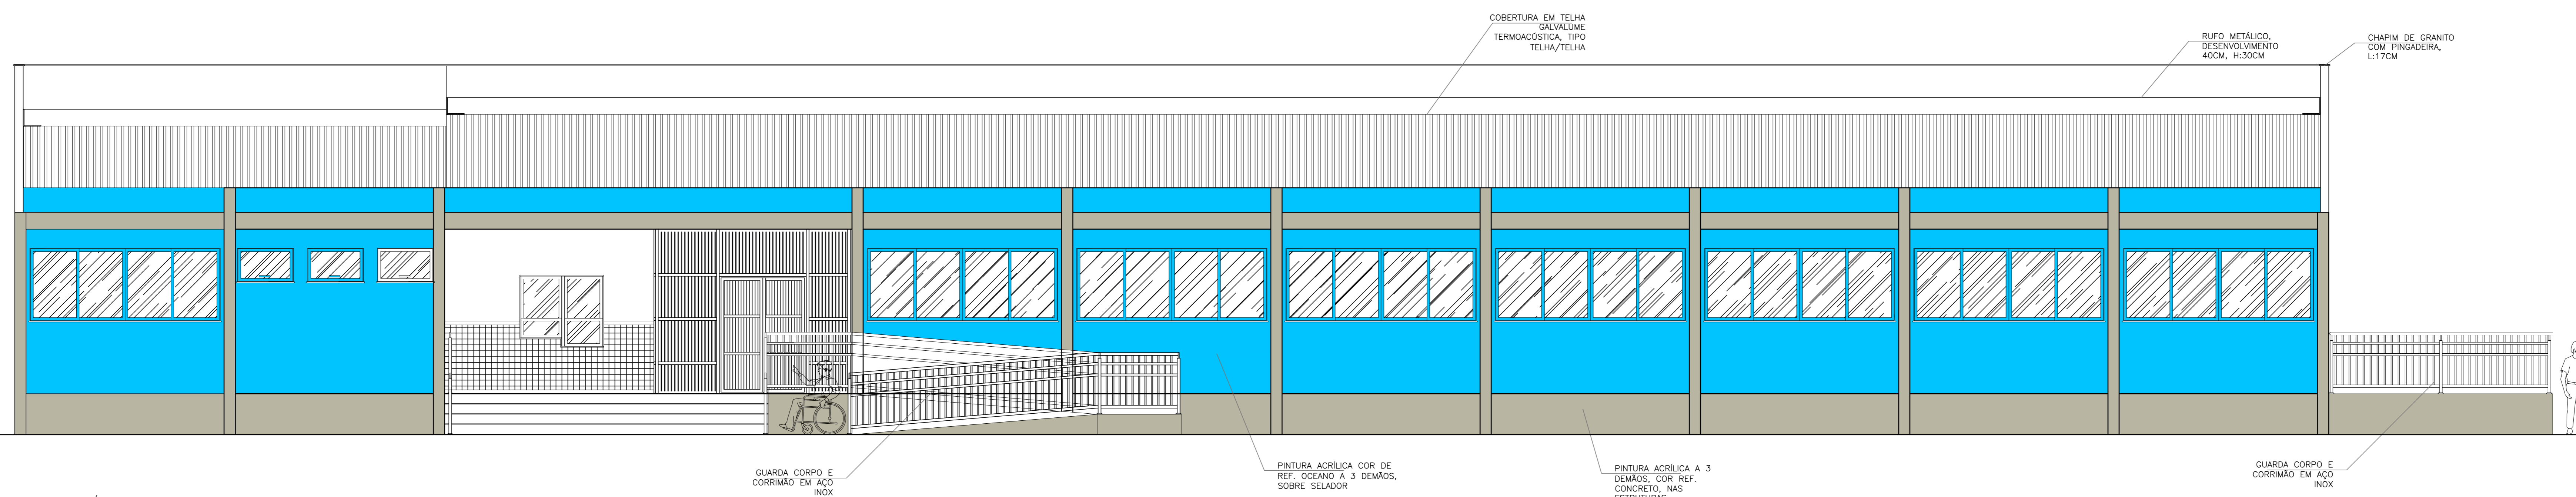 COBERTURA EM TELHA
GALVALUME
TERMOACÚSTICA, TIPO
TELHA/TELHA
RUFO METÁLICO,
DESENVOLVIMENTO
40CM, H:30CM
CHAPIM DE GRANITO
COM PINGADEIRA,
L:17CM
GUARDA CORPO E
CORRIMÃO EM AÇO
INOX
PINTURA ACRÍLICA COR DE
REF. OCEANO A 3 DEMÃOS,
SOBRE SELADOR
PINTURA ACRÍLICA A 3
DEMÃOS, COR REF.
CONCRETO, NAS
ESTRUTURAS
GUARDA CORPO E
CORRIMÃO EM AÇO
INOX